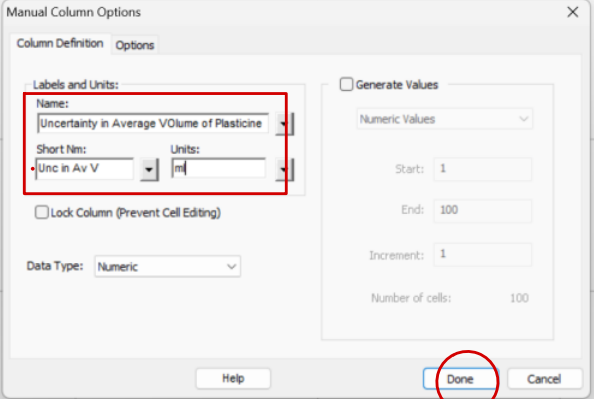 Manual Column Options
Column Definition Options
Labels and Units:
Name:
Uncertainty in Average VOlume of Plasticine
Short Nm: Units:
Unc in Av V ml
Lock Column (Prevent Cell Editing)
Data Type: Numeric
Generate Values
Numeric Values
Start: 1
End: 100
Increment: 1
Number of cells: 100
Help Done Cancel